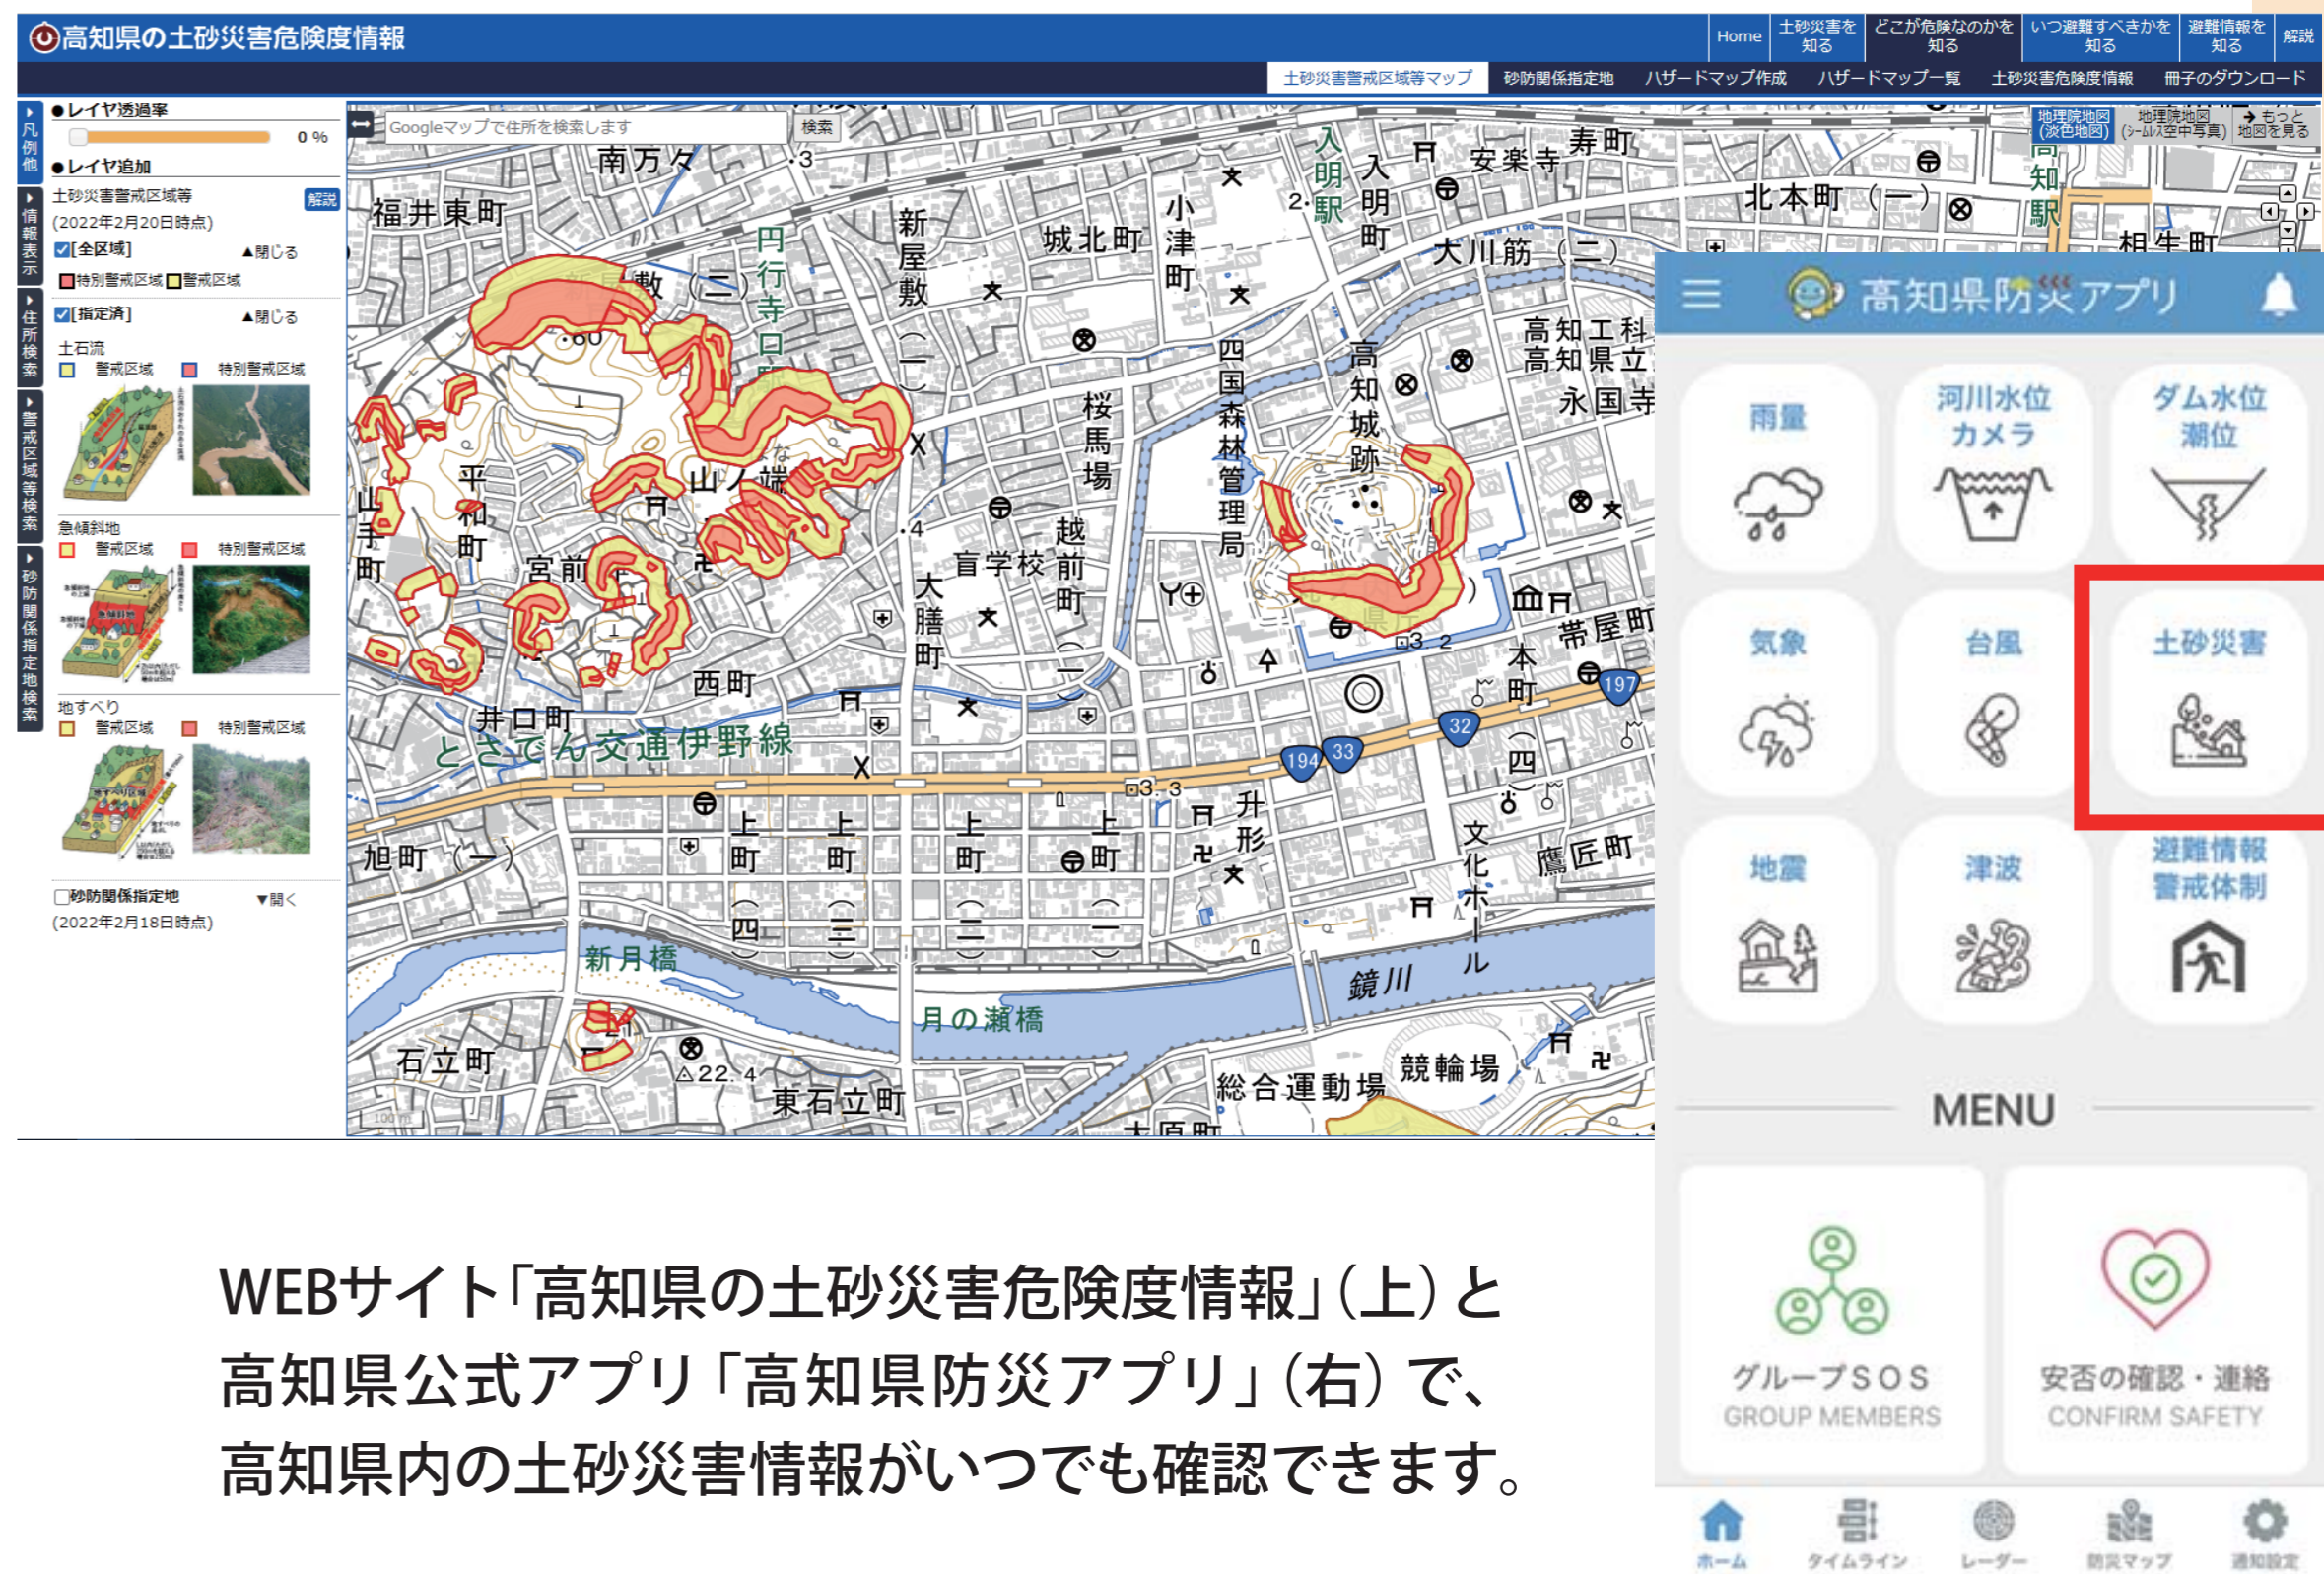 高知県の土砂災害危険度情報
Home
土砂災害を
知る
どこが危険なのかを
知る
いつ避難すべきかを
知る
避難情報を
知る
解説
土砂災害警戒区域等マップ
砂防関係指定地
ハザードマップ作成
ハザードマップ一覧
土砂災害危険度情報
冊子のダウンロード
凡例他
情報表示
住所検索
警戒区域等検索
砂防関係指定地検索
●レイヤ透過率
0 %
●レイヤ追加
土砂災害警戒区域等
解説
(2022年2月20日時点)
[全区域]
▲閉じる
特別警戒区域 警戒区域
[指定済]
▲閉じる
土石流
警戒区域 特別警戒区域
急傾斜地
警戒区域 特別警戒区域
地すべり
警戒区域 特別警戒区域
砂防関係指定地
▼開く
(2022年2月18日時点)
Googleマップで住所を検索します
検索
地理院地図
(淡色地図)
地理院地図
(シームレス空中写真)
→ もっと
地図を見る
南万々
・3
福井東町
円行寺口駅
新屋敷(一)
城北町
小津町
入明駅
2・
入明町
安楽寺
寿町
北本町(一)
高知駅
相生町
大川筋(二)
高知工科
高知県立
永国寺
・60
四国森林管理局
高知城跡
桜馬場
越前町(一)
山ノ端
平和町
山手町
宮前
・4
盲学校
大膳町
帯屋町
本町(四)
3.2
西町
井口町
とさでん交通伊野線
197
32
33
194
3.3
升形
旭町(一)
上町(四)
上町(三)
上町(二)
上町(一)
文化ホール
鷹匠町
新月橋
月の瀬橋
鏡川
石立町
22.4
東石立町
総合運動場
競輪場
100 m
高知県防災アプリ
雨量
河川水位
カメラ
ダム水位
潮位
気象
台風
土砂災害
地震
津波
避難情報
警戒体制
MENU
グループSOS
GROUP MEMBERS
安否の確認・連絡
CONFIRM SAFETY
ホーム
タイムライン
レーダー
防災マップ
通知設定
WEBサイト「高知県の土砂災害危険度情報」(上)と
高知県公式アプリ「高知県防災アプリ」(右)で、
高知県内の土砂災害情報がいつでも確認できます。